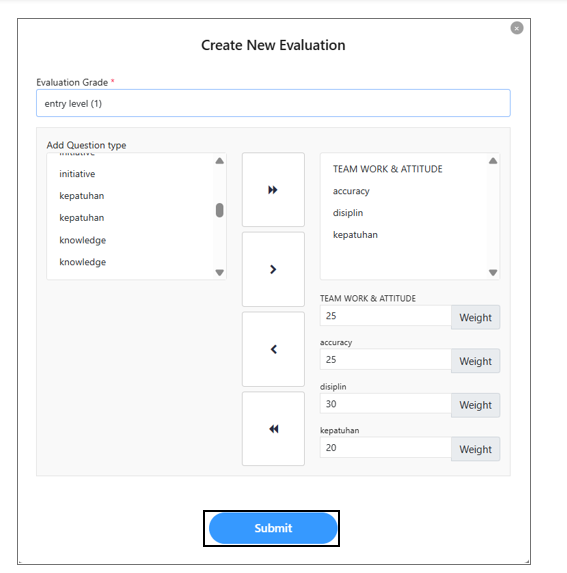 Create New Evaluation
Evaluation Grade *
entry level (1)
Add Question type
initiative
initiative
kepatuhan
kepatuhan
knowledge
knowledge
TEAM WORK & ATTITUDE
accuracy
disiplin
kepatuhan
TEAM WORK & ATTITUDE
25 Weight
accuracy
25 Weight
disiplin
30 Weight
kepatuhan
20 Weight
Submit